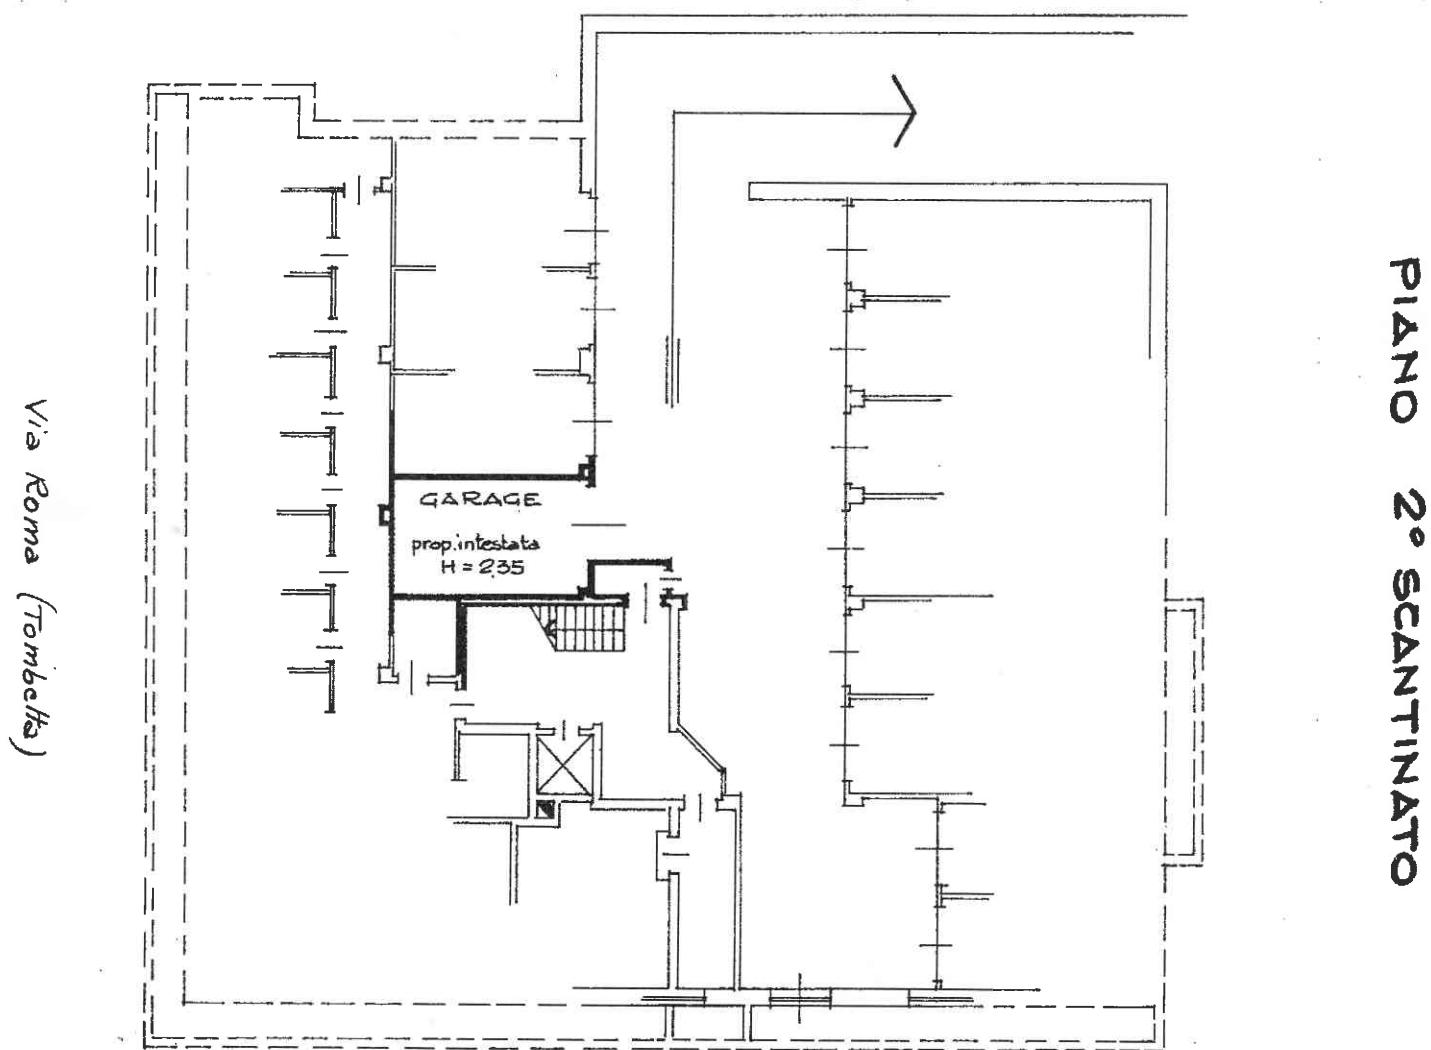 PIANO 2° SCANTINATO
GARAGE
prop.intestata
H = 2,35
Via Roma (Tombetta)